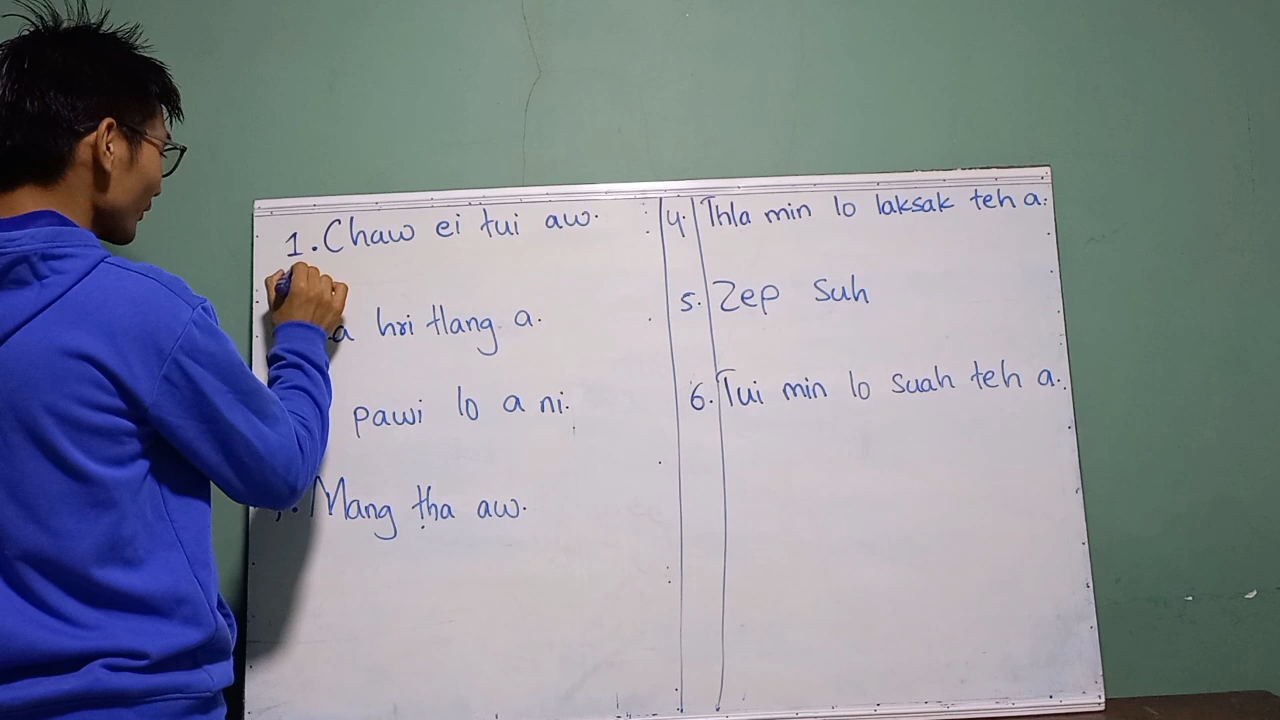 1. Chaw ei tui aw.
hri tlang a.
pawi lo a ni.
Mang ṭha aw.
4. Thla min lo laksak teh a.
5. Zep suh
6. Tui min lo suah teh a.